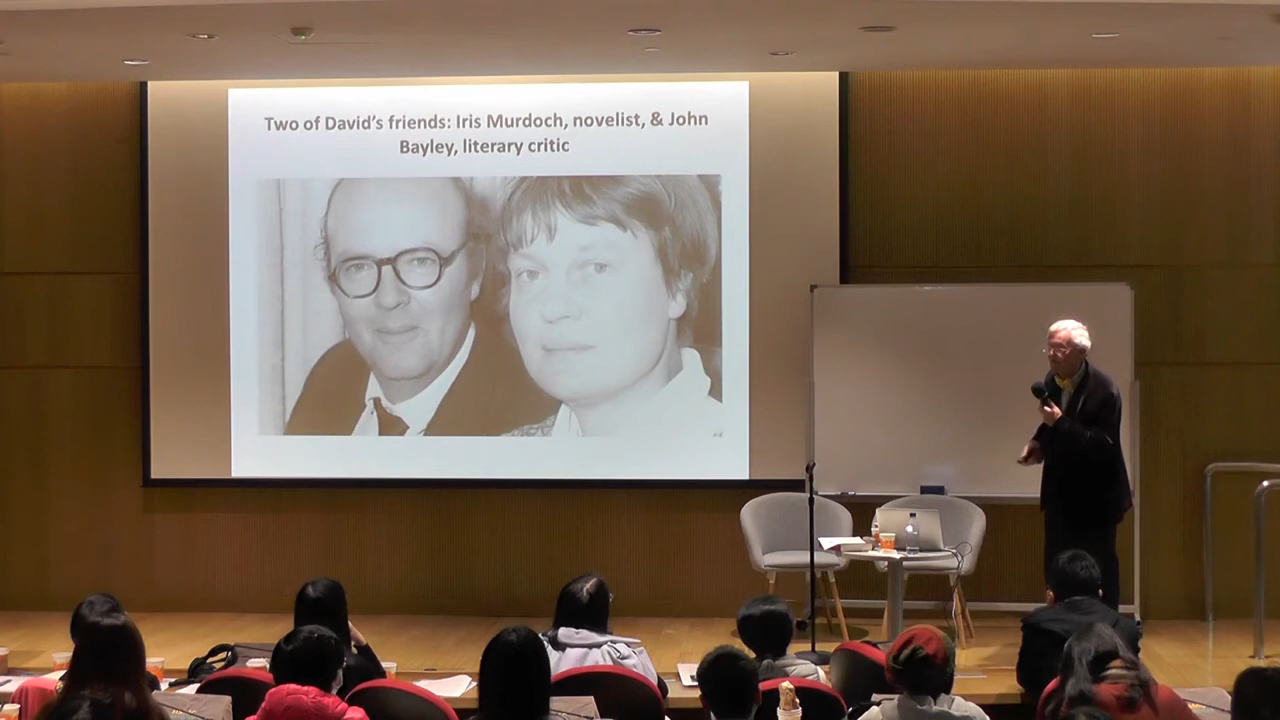 Two of David's friends: Iris Murdoch, novelist, & John
Bayley, literary critic